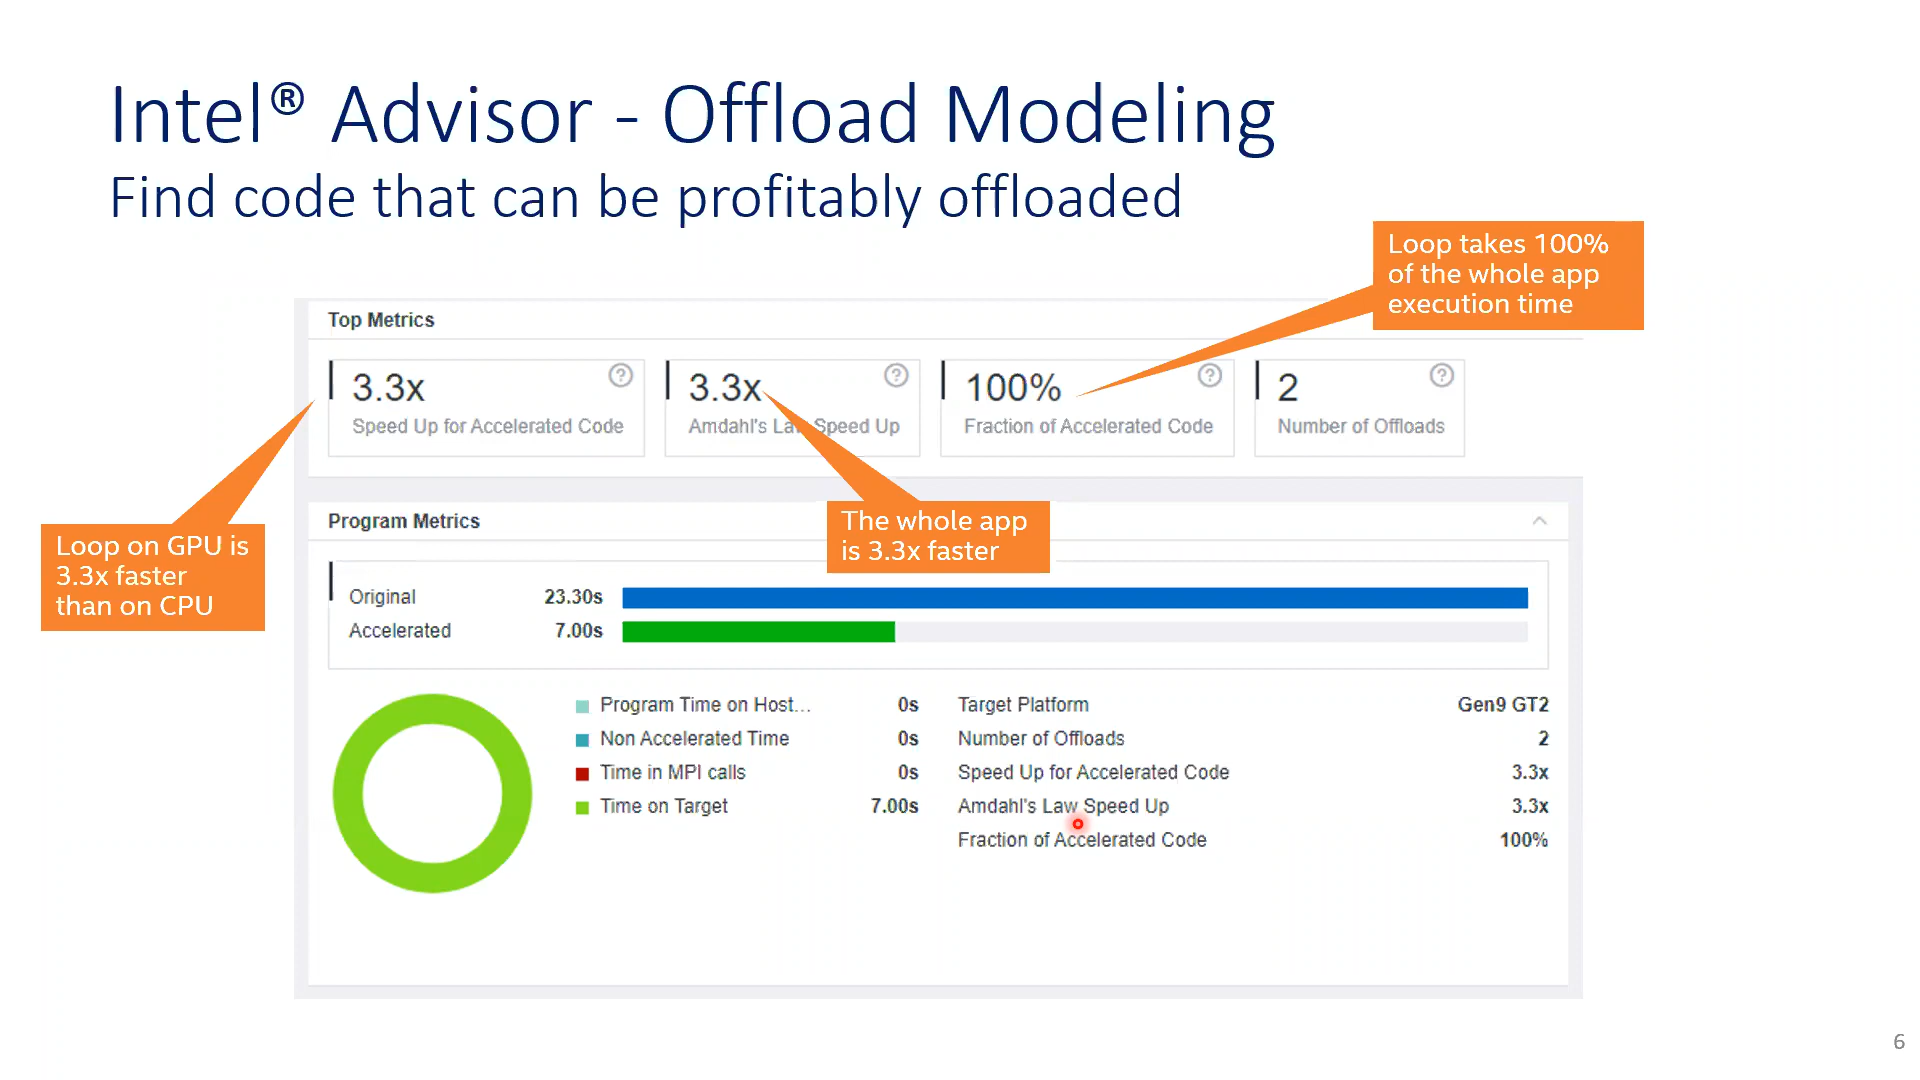 Intel® Advisor - Offload Modeling
Find code that can be profitably offloaded
Loop takes 100%
of the whole app
execution time
Top Metrics
3.3x
Speed Up for Accelerated Code
3.3x
Amdahl's Law Speed Up
100%
Fraction of Accelerated Code
2
Number of Offloads
Loop on GPU is
3.3x faster
than on CPU
The whole app
is 3.3x faster
Program Metrics
Original 23.30s
Accelerated 7.00s
Program Time on Host... 0s
Non Accelerated Time 0s
Time in MPI calls 0s
Time on Target 7.00s
Target Platform Gen9 GT2
Number of Offloads 2
Speed Up for Accelerated Code 3.3x
Amdahl's Law Speed Up 3.3x
Fraction of Accelerated Code 100%
6